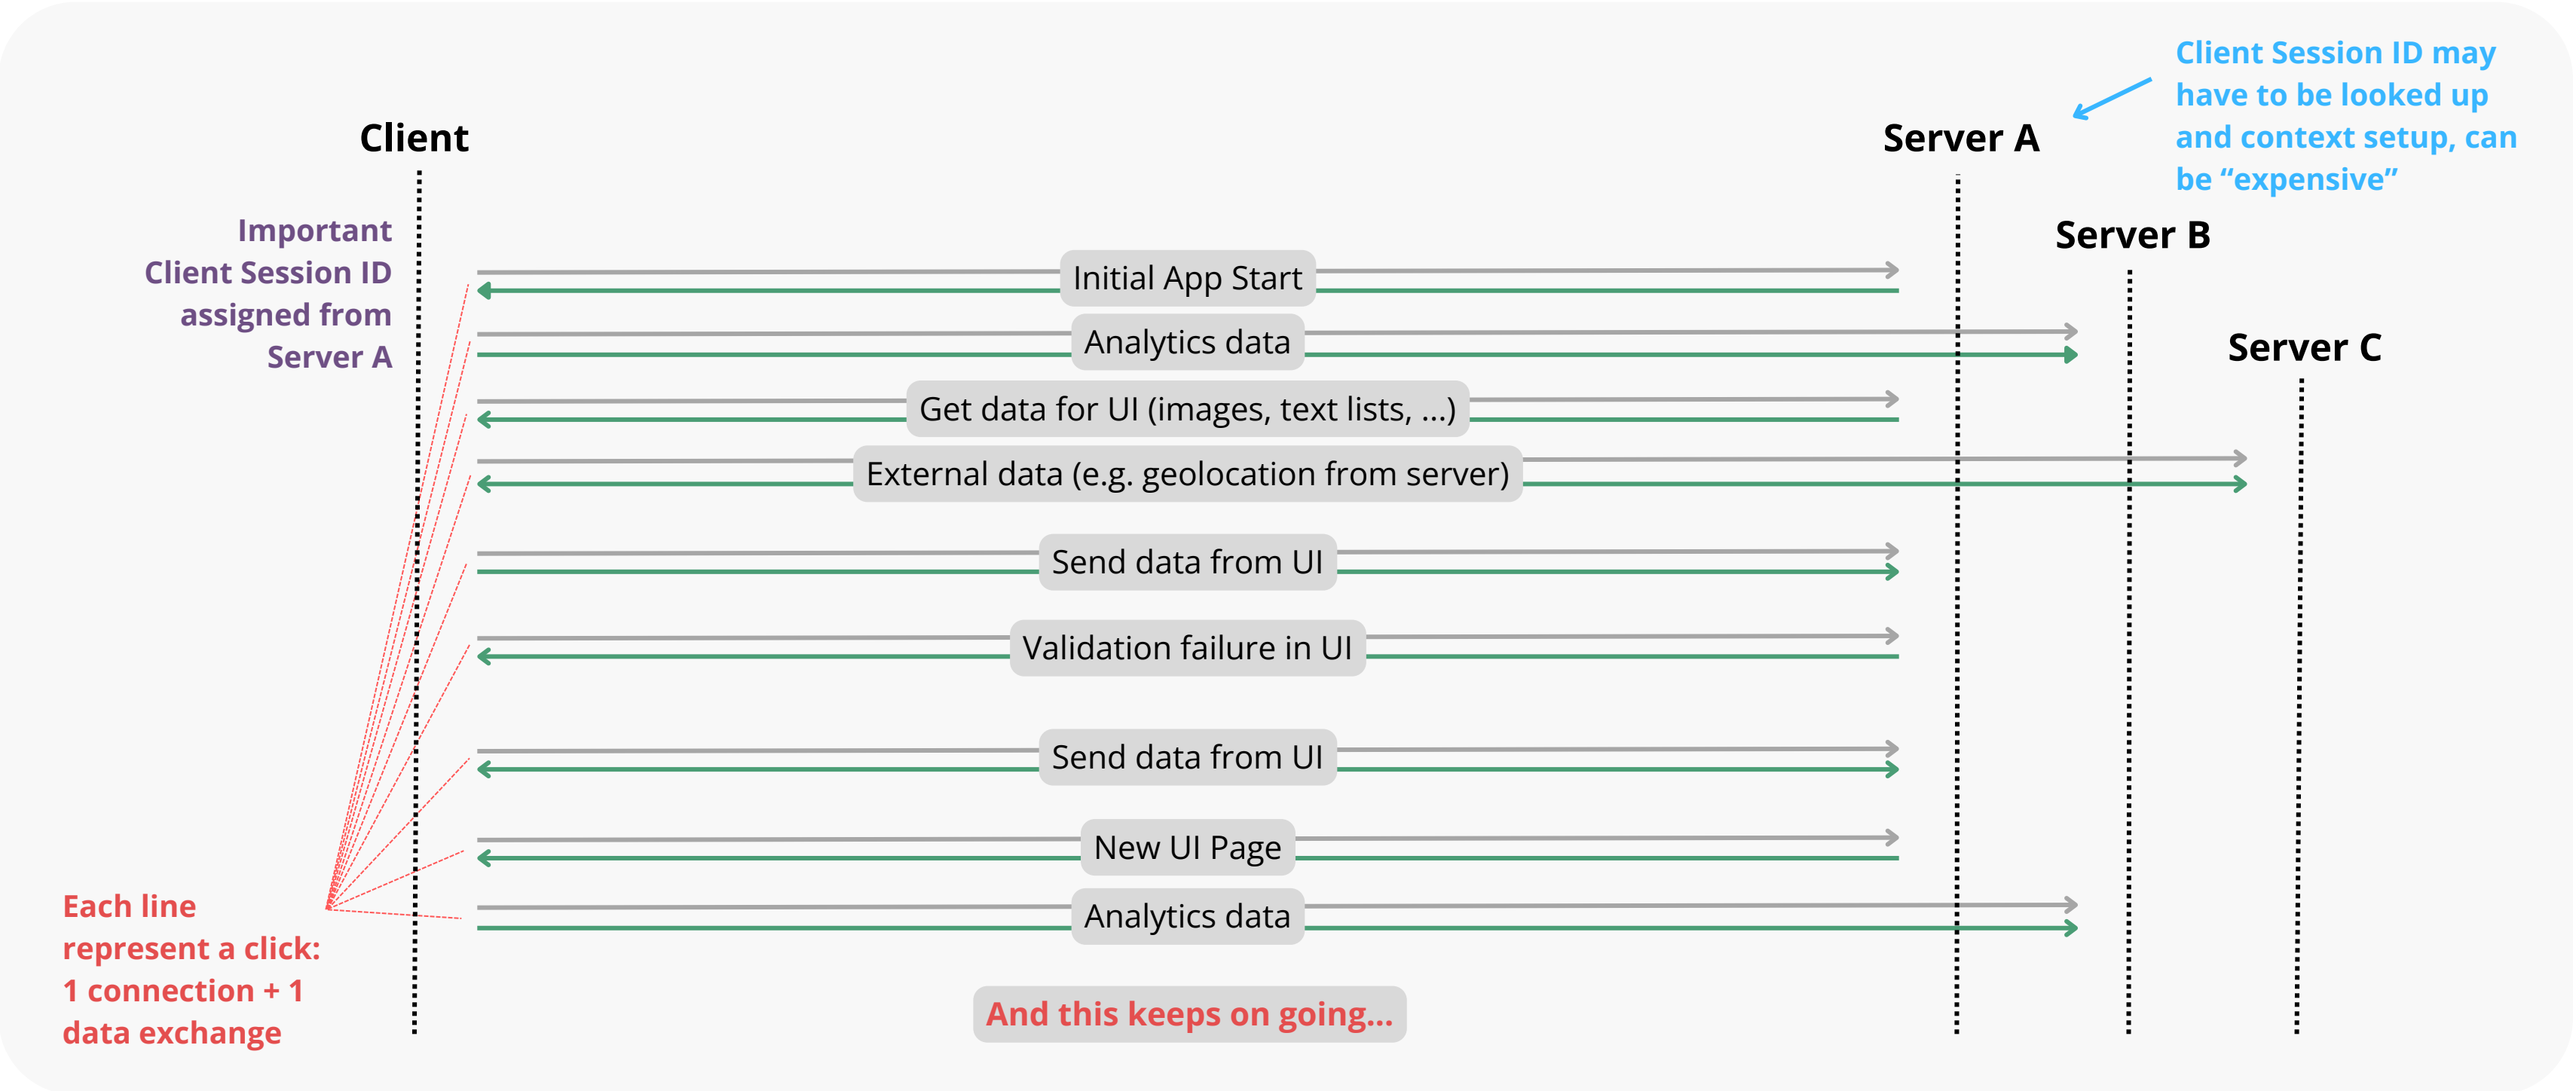 Client Session ID may
have to be looked up
and context setup, can
be “expensive”
Client
Server A
Important
Client Session ID
assigned from
Server A
Server B
Server C
Initial App Start
Analytics data
Get data for UI (images, text lists, ...)
External data (e.g. geolocation from server)
Send data from UI
Validation failure in UI
Send data from UI
New UI Page
Analytics data
Each line
represent a click:
1 connection + 1
data exchange
And this keeps on going...